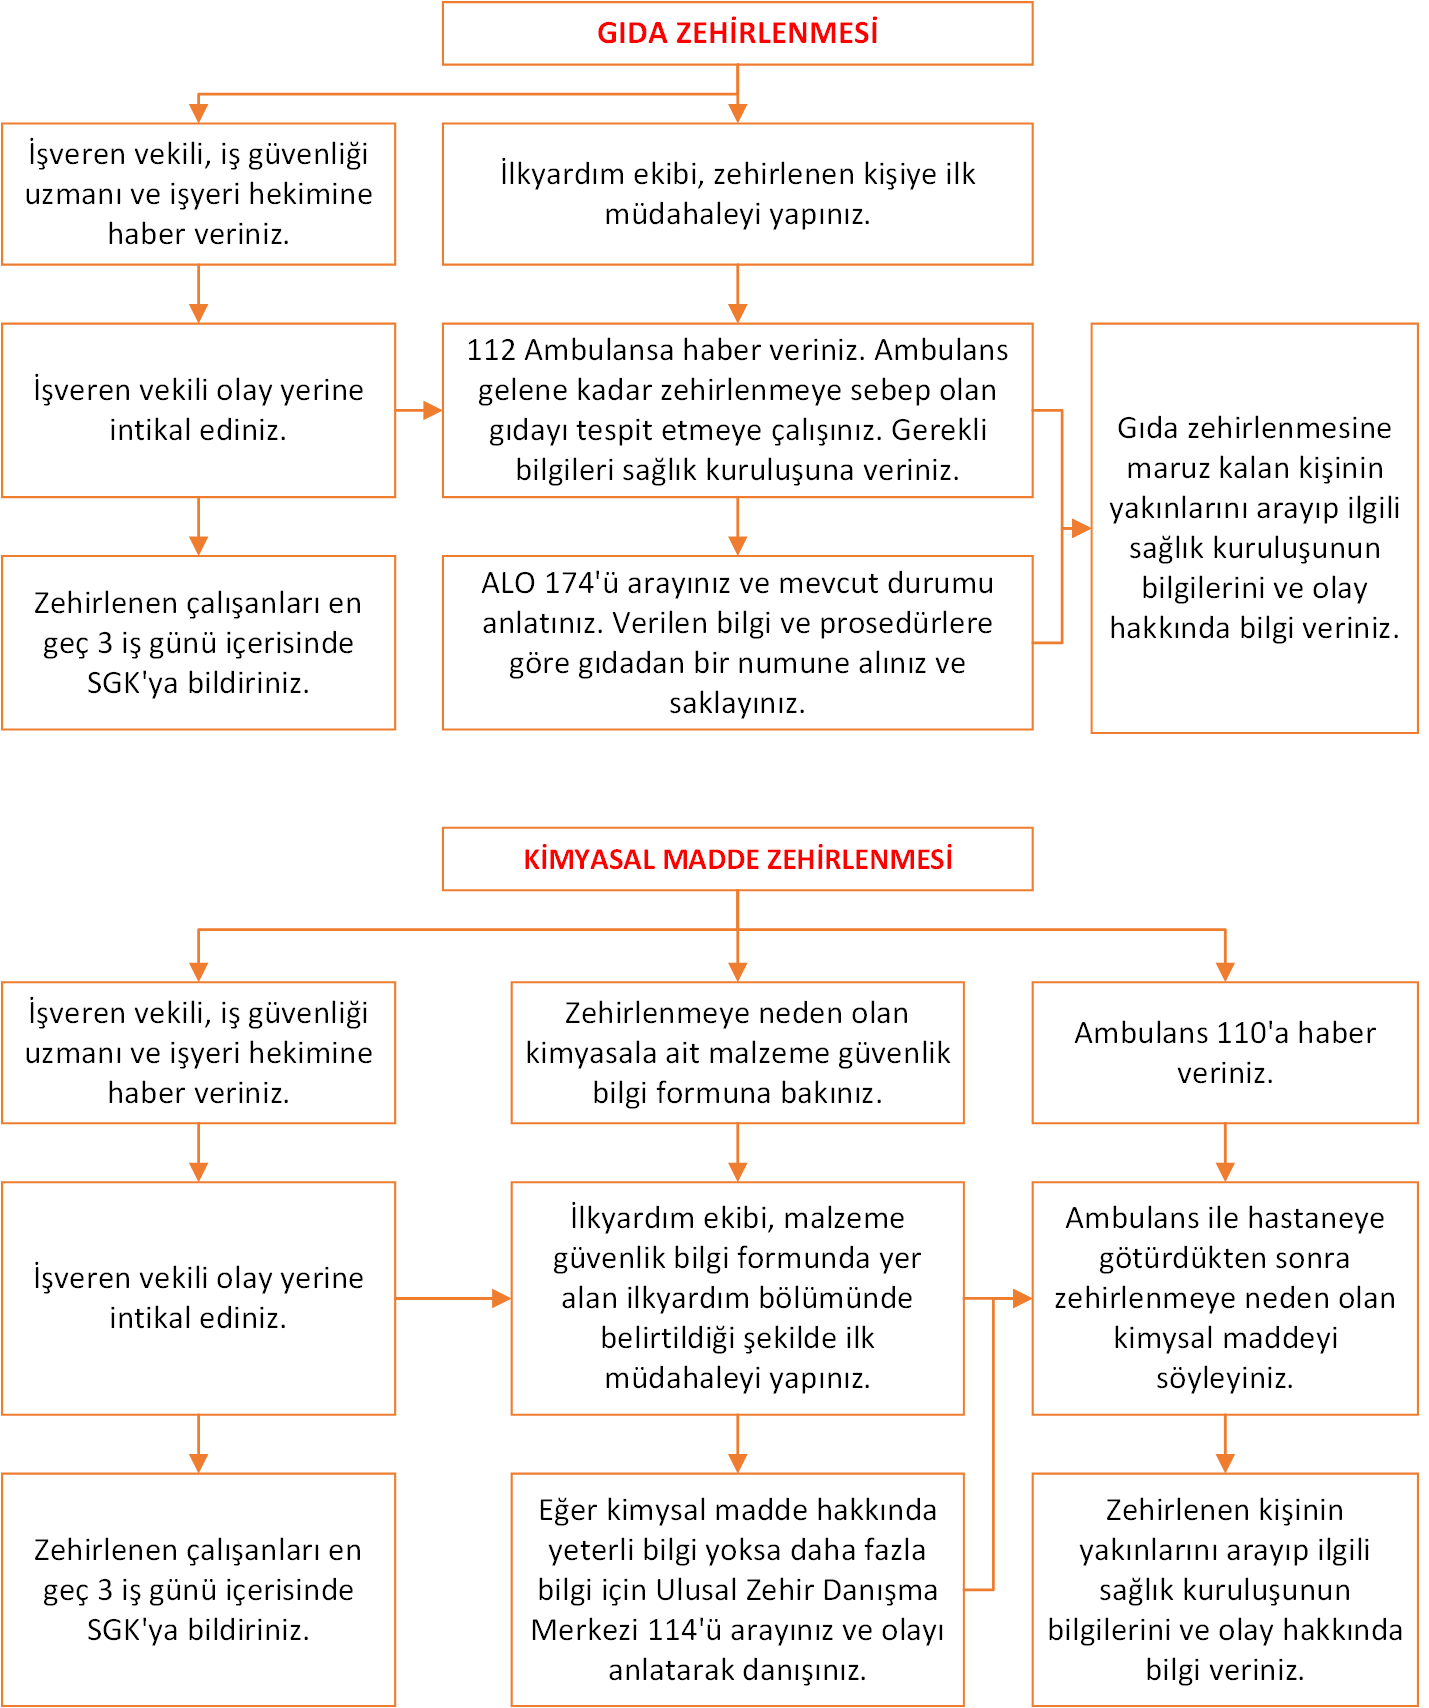 GIDA ZEHİRLENMESİ
İşveren vekili, iş güvenliği
uzmanı ve işyeri hekimine
haber veriniz.
İlkyardım ekibi, zehirlenen kişiye ilk
müdahaleyi yapınız.
İşveren vekili olay yerine
intikal ediniz.
112 Ambulansa haber veriniz. Ambulans
gelene kadar zehirlenmeye sebep olan
gıdayı tespit etmeye çalışınız. Gerekli
bilgileri sağlık kuruluşuna veriniz.
Gıda zehirlenmesine
maruz kalan kişinin
yakınlarını arayıp ilgili
sağlık kuruluşunun
bilgilerini ve olay
hakkında bilgi veriniz.
Zehirlenen çalışanları en
geç 3 iş günü içerisinde
SGK'ya bildiriniz.
ALO 174'ü arayınız ve mevcut durumu
anlatınız. Verilen bilgi ve prosedürlere
göre gıdadan bir numune alınız ve
saklayınız.
KİMYASAL MADDE ZEHİRLENMESİ
İşveren vekili, iş güvenliği
uzmanı ve işyeri hekimine
haber veriniz.
Zehirlenmeye neden olan
kimyasala ait malzeme güvenlik
bilgi formuna bakınız.
Ambulans 110'a haber
veriniz.
İşveren vekili olay yerine
intikal ediniz.
İlkyardım ekibi, malzeme
güvenlik bilgi formunda yer
alan ilkyardım bölümünde
belirtildiği şekilde ilk
müdahaleyi yapınız.
Ambulans ile hastaneye
götürdükten sonra
zehirlenmeye neden olan
kimysal maddeyi
söyleyiniz.
Zehirlenen çalışanları en
geç 3 iş günü içerisinde
SGK'ya bildiriniz.
Eğer kimysal madde hakkında
yeterli bilgi yoksa daha fazla
bilgi için Ulusal Zehir Danışma
Merkezi 114'ü arayınız ve olayı
anlatarak danışınız.
Zehirlenen kişinin
yakınlarını arayıp ilgili
sağlık kuruluşunun
bilgilerini ve olay hakkında
bilgi veriniz.